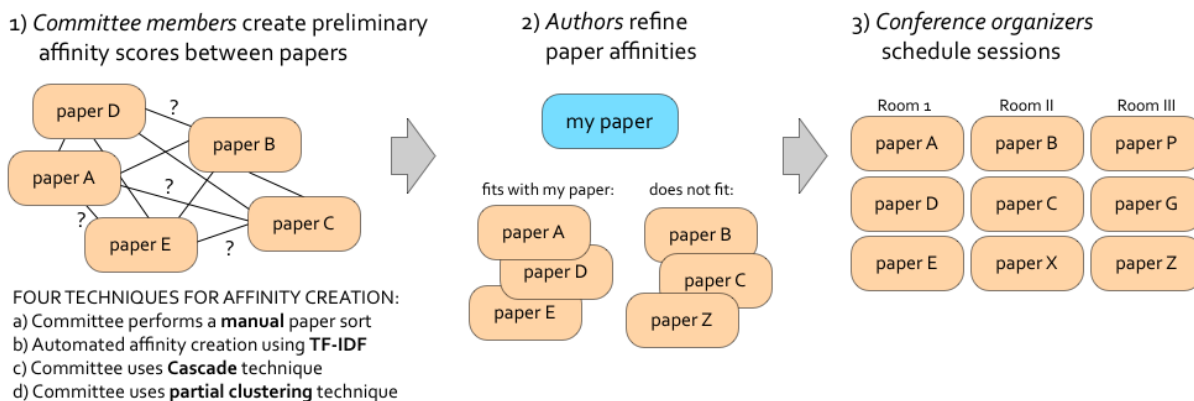 1) Committee members create preliminary
affinity scores between papers
paper D
?
paper B
paper A
?
?
paper C
paper E
?
FOUR TECHNIQUES FOR AFFINITY CREATION:
a) Committee performs a manual paper sort
b) Automated affinity creation using TF-IDF
c) Committee uses Cascade technique
d) Committee uses partial clustering technique
2) Authors refine
paper affinities
my paper
fits with my paper:
does not fit:
paper A
paper D
paper E
paper B
paper C
paper Z
3) Conference organizers
schedule sessions
Room 1
Room II
Room III
paper A
paper B
paper P
paper D
paper C
paper G
paper E
paper X
paper Z